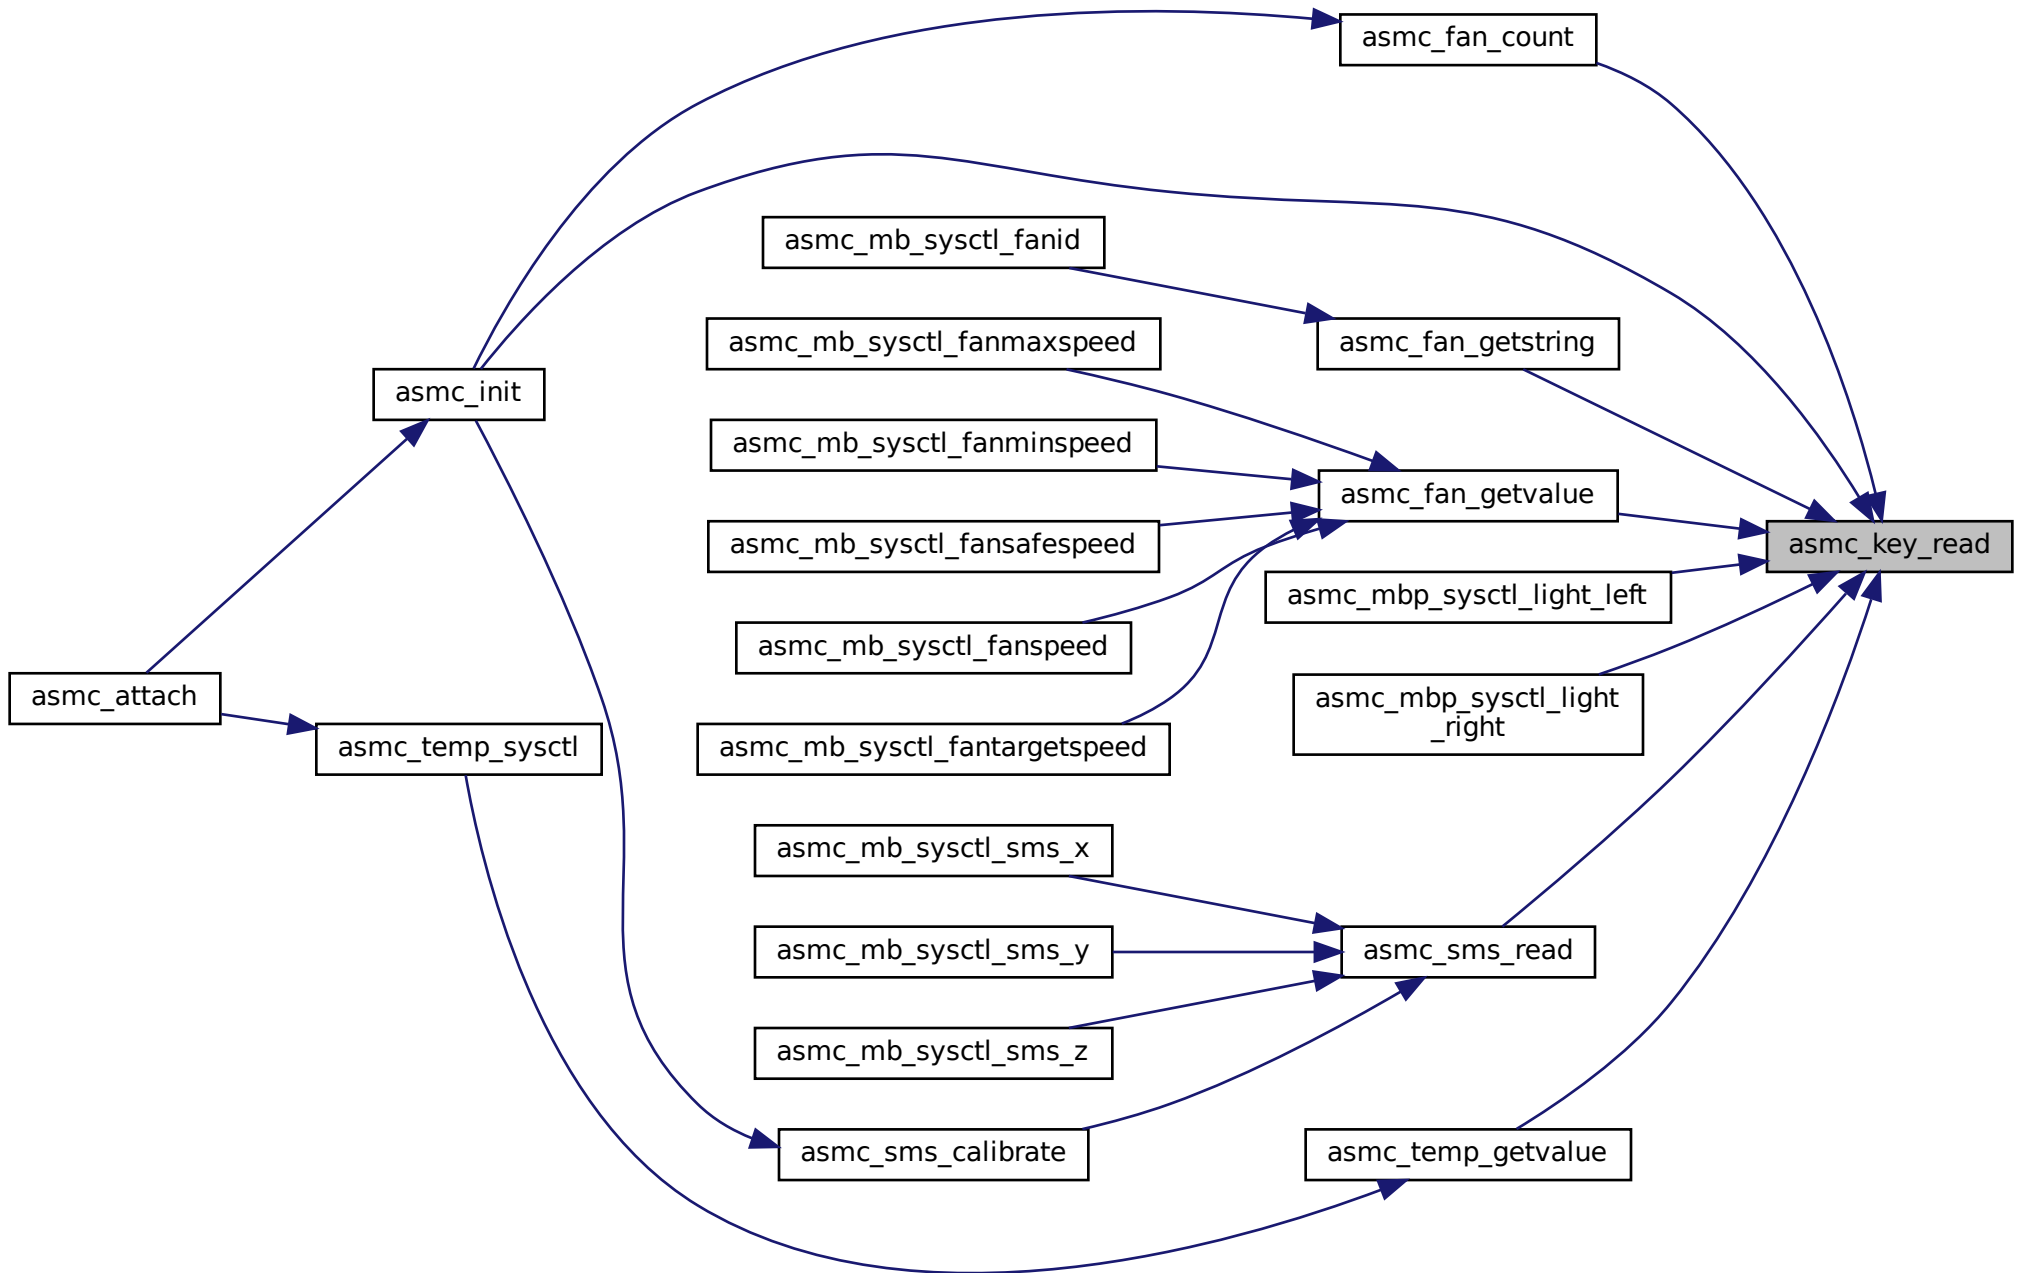 asmc_fan_count
asmc_mb_sysctl_fanid
asmc_mb_sysctl_fanmaxspeed
asmc_fan_getstring
asmc_init
asmc_mb_sysctl_fanminspeed
asmc_fan_getvalue
asmc_mb_sysctl_fansafespeed
asmc_key_read
asmc_mbp_sysctl_light_left
asmc_mb_sysctl_fanspeed
asmc_attach
asmc_mbp_sysctl_light
_right
asmc_temp_sysctl
asmc_mb_sysctl_fantargetspeed
asmc_mb_sysctl_sms_x
asmc_mb_sysctl_sms_y
asmc_sms_read
asmc_mb_sysctl_sms_z
asmc_sms_calibrate
asmc_temp_getvalue